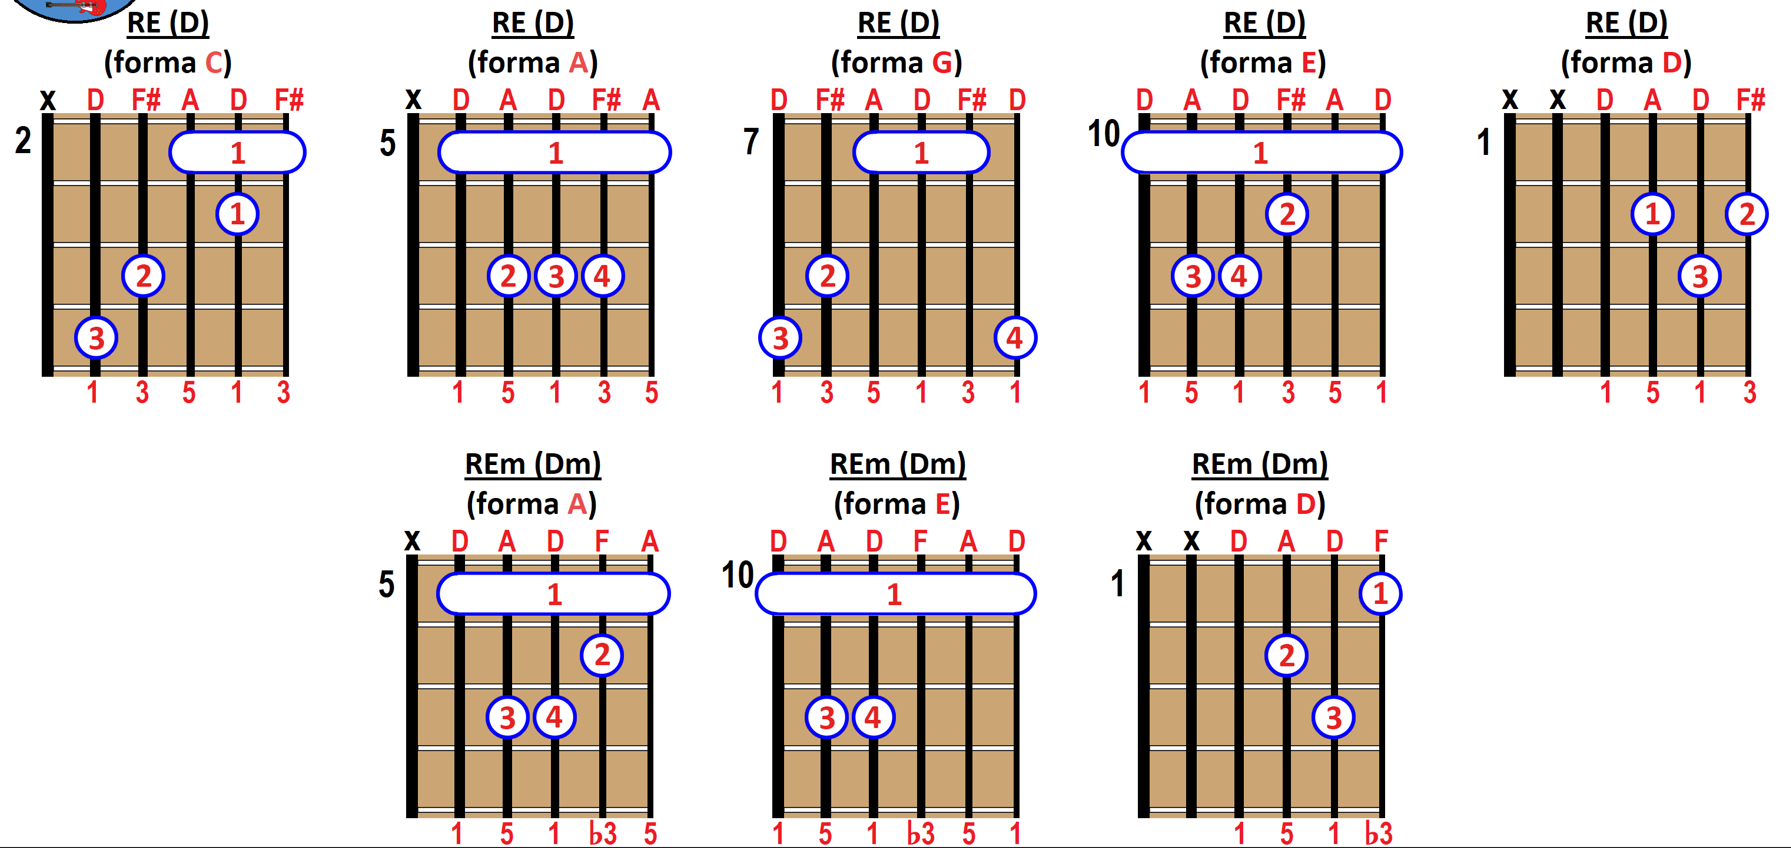 RE (D)
(forma C)
x D F# A D F#
2
1
1
2
3
1 3 5 1 3
RE (D)
(forma A)
x D A D F# A
5
1
2 3 4
1 5 1 3 5
RE (D)
(forma G)
D F# A D F# D
7
1
2
3 4
1 3 5 1 3 1
RE (D)
(forma E)
D A D F# A D
10
1
2
3 4
1 5 1 3 5 1
RE (D)
(forma D)
x x D A D F#
1
1 2
3
1 5 1 3
REm (Dm)
(forma A)
x D A D F A
5
1
2
3 4
1 5 1 b3 5
REm (Dm)
(forma E)
D A D F A D
10
1
3 4
1 5 1 b3 5 1
REm (Dm)
(forma D)
x x D A D F
1
1
2
3
1 5 1 b3